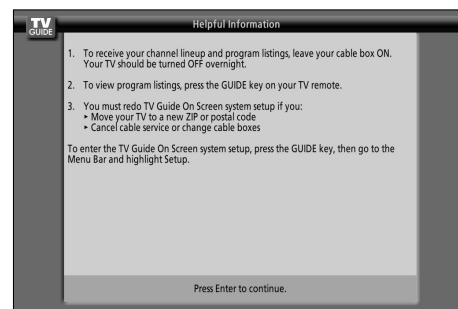 TV
GUIDE
Helpful Information
1. To receive your channel lineup and program listings, leave your cable box ON.
Your TV should be turned OFF overnight.
2. To view program listings, press the GUIDE key on your TV remote.
3. You must redo TV Guide On Screen system setup if you:
▸ Move your TV to a new ZIP or postal code
▸ Cancel cable service or change cable boxes
To enter the TV Guide On Screen system setup, press the GUIDE key, then go to the
Menu Bar and highlight Setup.
Press Enter to continue.